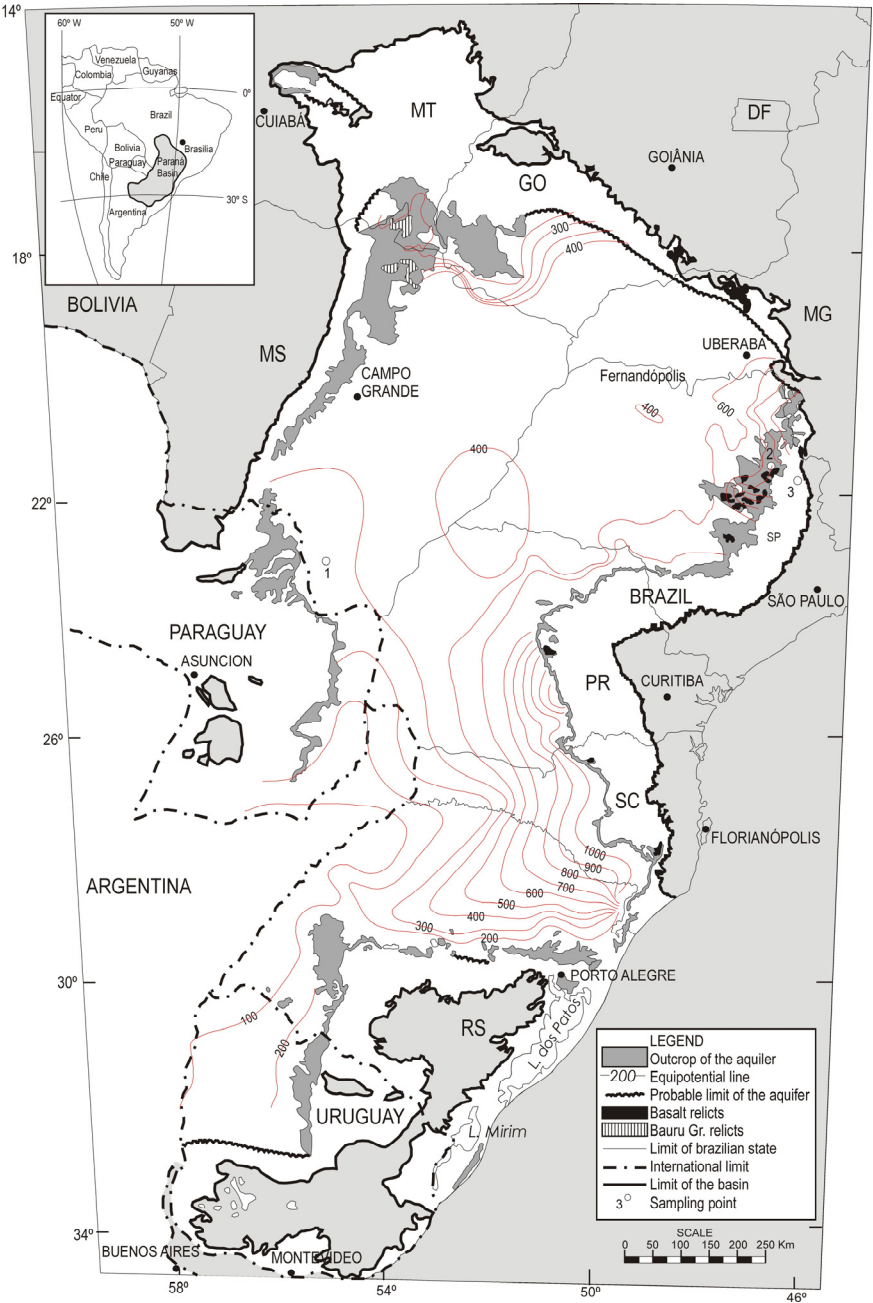 14º
60º W
50º W
Venezuela
Colombia
Guyañas
0º
Equator
Brazil
Peru
Bolivia
Brasilia
Paraguay
Paraná
Basin
Chile
30º S
Argentina
CUIABÁ
MT
DF
GOIÂNIA
GO
300
400
18º
BOLIVIA
MG
MS
UBERABA
CAMPO
GRANDE
Fernandópolis
400
600
400
2
3
22º
SP
1
BRAZIL
SÃO PAULO
PARAGUAY
ASUNCION
PR
CURITIBA
26º
SC
FLORIANÓPOLIS
1000
900
800
700
600
500
400
300
200
ARGENTINA
30º
PORTO ALEGRE
100
200
RS
L. dos Patos
URUGUAY
L. Mirim
LEGEND
Outcrop of the aquiler
200 Equipotential line
Probable limit of the aquifer
Basalt relicts
Bauru Gr. relicts
Limit of brazilian state
International limit
Limit of the basin
3 Sampling point
SCALE
0 50 100 150 200 250 Km
34º
BUENOS AIRES
MONTEVIDEO
58º
54º
50º
46º